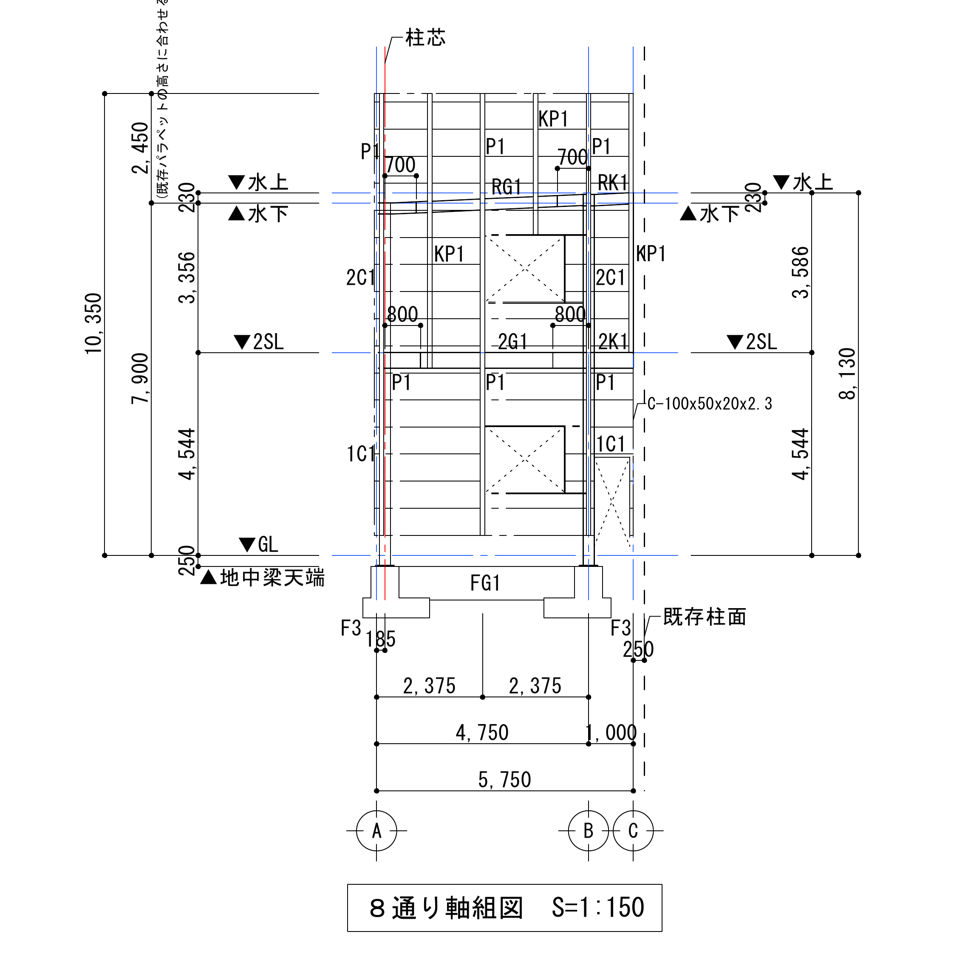 柱芯
(既存パラペットの高さに合わせる
2,450
KP1
P1
P1
P1
700
700
▼水上
RG1
RK1
▼水上
230
230
▲水下
▲水下
KP1
KP1
3,356
2C1
2C1
3,586
10,350
800
800
▼2SL
2G1
2K1
▼2SL
7,900
P1
P1
P1
8,130
C-100x50x20x2.3
4,544
1C1
1C1
4,544
▼GL
250
▲地中梁天端
FG1
F3
F3
既存柱面
185
250
2,375
2,375
4,750
1,000
5,750
A
B
C
8通り軸組図 S=1:150